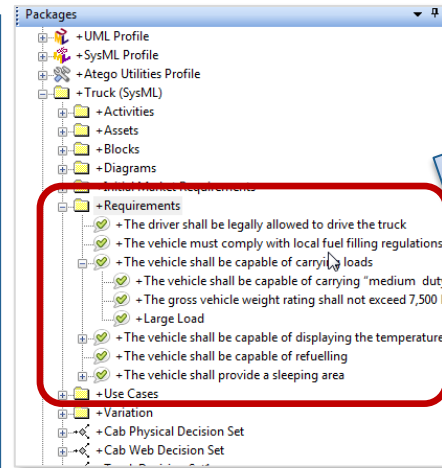 Packages
+UML Profile
+SysML Profile
+Atego Utilities Profile
+Truck (SysML)
+Activities
+Assets
+Blocks
+Diagrams
+Initial Market Requirements
+Requirements
+The driver shall be legally allowed to drive the truck
+The vehicle must comply with local fuel filling regulations
+The vehicle shall be capable of carrying loads
+The vehicle shall be capable of carrying "medium dut
+The gross vehicle weight rating shall not exceed 7,500
+Large Load
+The vehicle shall be capable of displaying the temperature
+The vehicle shall be capable of refuelling
+The vehicle shall provide a sleeping area
+Use Cases
+Variation
+Cab Physical Decision Set
+Cab Web Decision Set